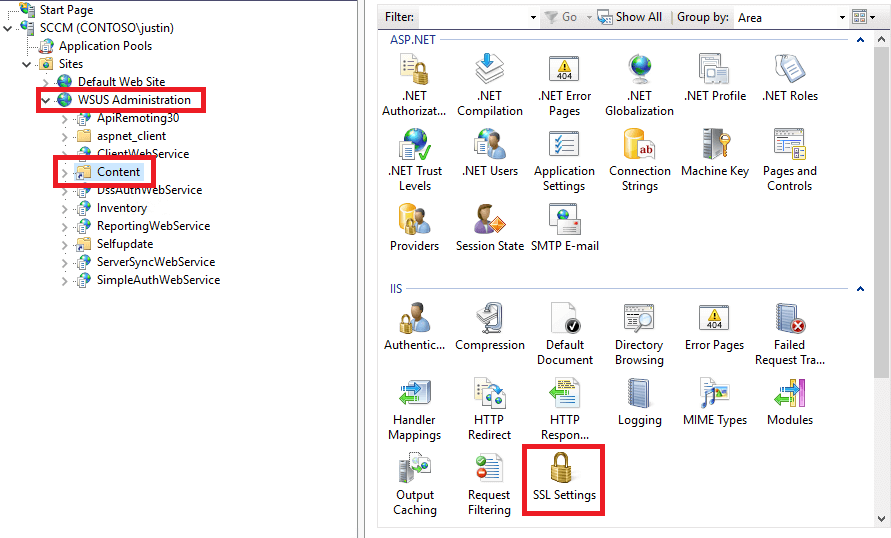 Start Page
SCCM (CONTOSO\justin)
Application Pools
Sites
Default Web Site
WSUS Administration
ApiRemoting30
aspnet_client
ClientWebService
Content
DssAuthWebService
Inventory
ReportingWebService
Selfupdate
ServerSyncWebService
SimpleAuthWebService
Filter: Go Show All Group by: Area
ASP.NET
.NET Authorizat...
.NET Compilation
.NET Error Pages
.NET Globalization
.NET Profile
.NET Roles
.NET Trust Levels
.NET Users
Application Settings
Connection Strings
Machine Key
Pages and Controls
Providers
Session State
SMTP E-mail
IIS
Authentic...
Compression
Default Document
Directory Browsing
Error Pages
Failed Request Tra...
Handler Mappings
HTTP Redirect
HTTP Respon...
Logging
MIME Types
Modules
Output Caching
Request Filtering
SSL Settings